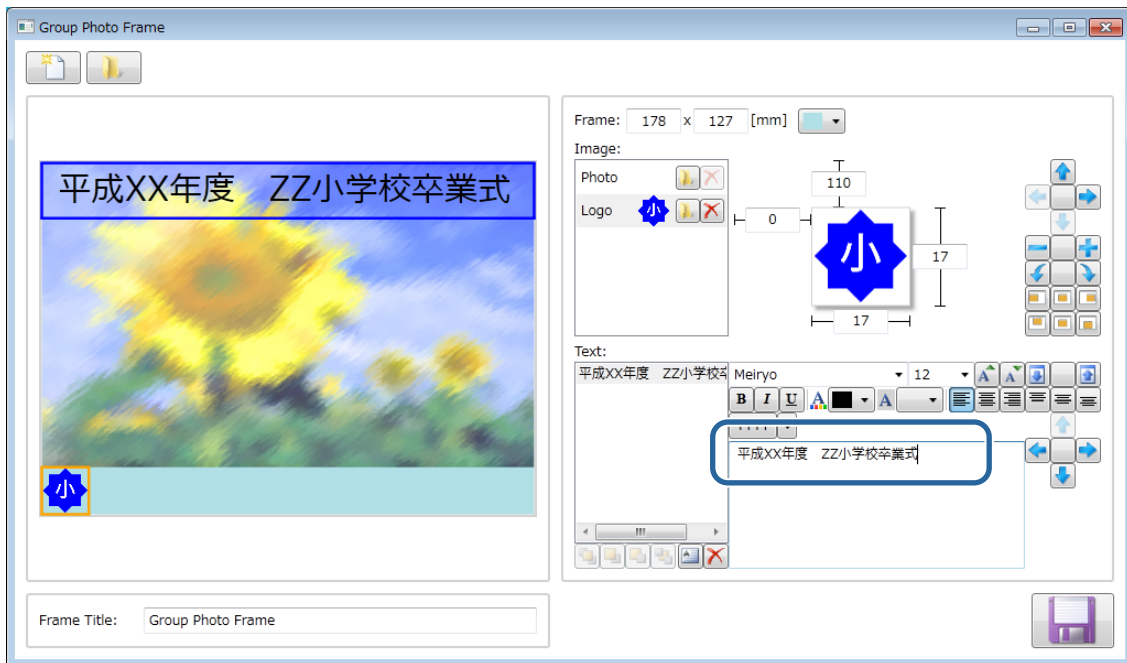 Group Photo Frame
平成XX年度　ZZ小学校卒業式
小
Frame: 178 x 127 [mm]
Image:
Photo
Logo 小
110
0
小
17
17
Text:
平成XX年度　ZZ小学校
Meiryo 12 A A
B I U A A
平成XX年度　ZZ小学校卒業式
Frame Title: Group Photo Frame